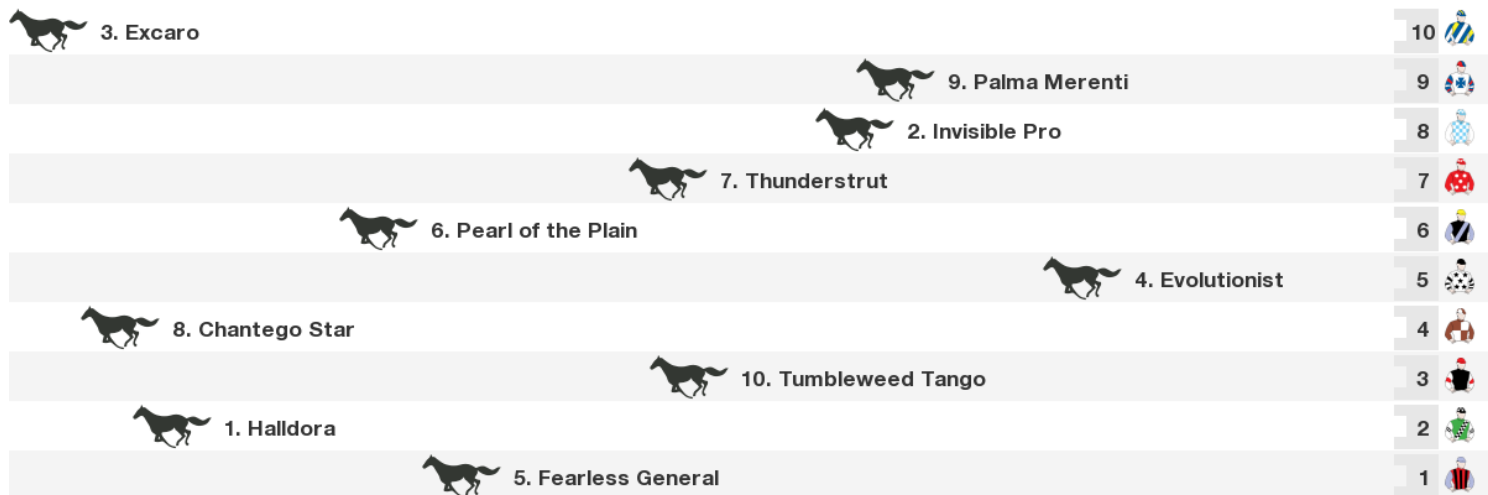 3. Excaro 10
9. Palma Merenti 9
2. Invisible Pro 8
7. Thunderstrut 7
6. Pearl of the Plain 6
4. Evolutionist 5
8. Chantego Star 4
10. Tumbleweed Tango 3
1. Halldora 2
5. Fearless General 1